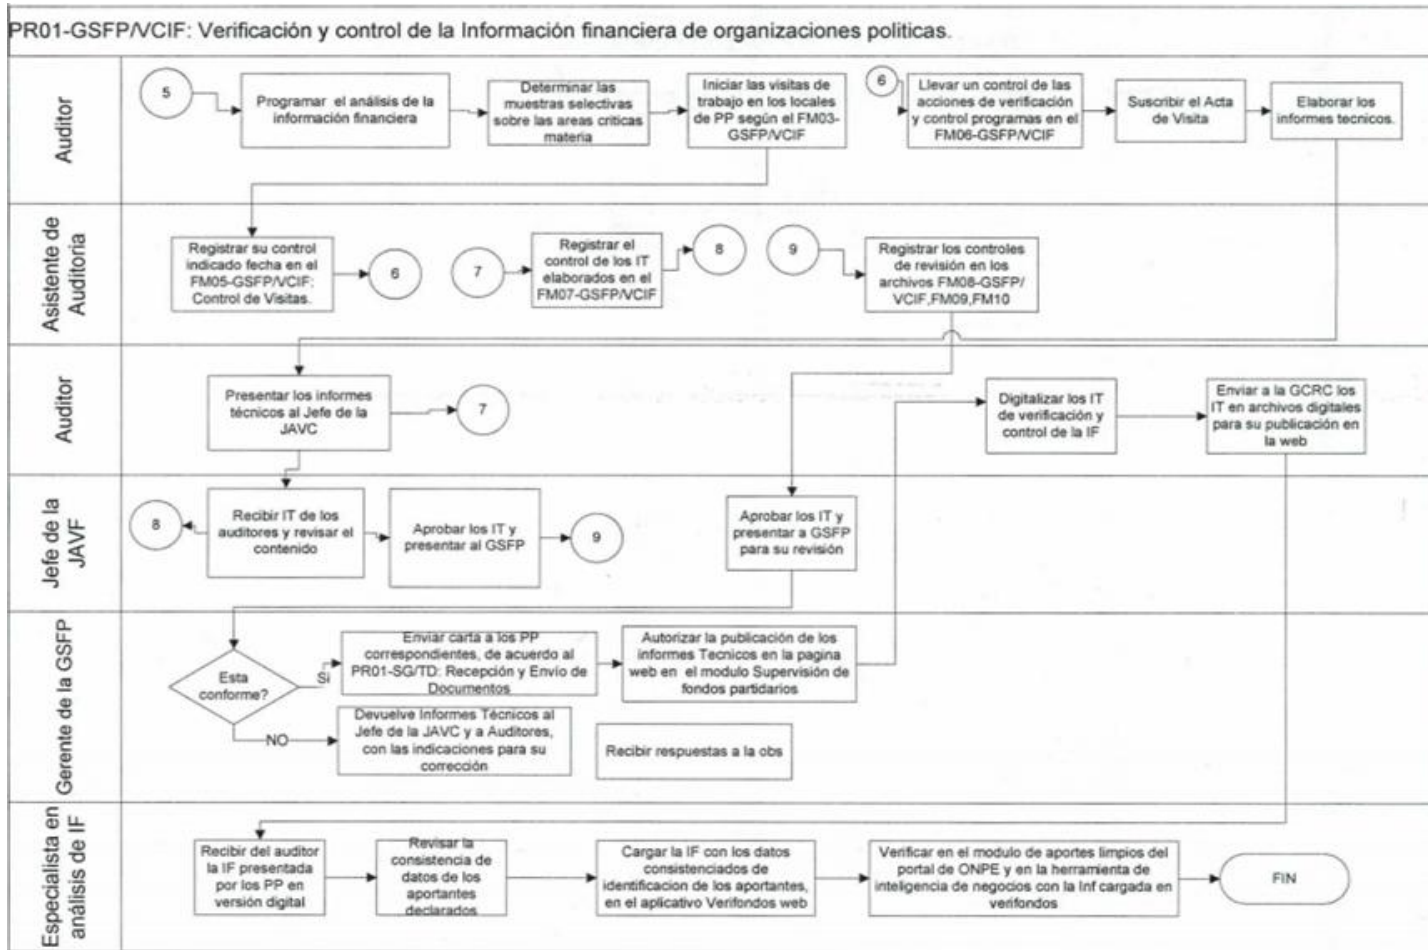 PR01-GSFP/VCIF: Verificación y control de la Información financiera de organizaciones politicas.
Auditor
5
Programar el análisis de la
información financiera
Determinar las
muestras selectivas
sobre las areas criticas
materia
Iniciar las visitas de
trabajo en los locales
de PP según el FM03-
GSFP/VCIF
6
Llevar un control de las
acciones de verificación
y control programas en el
FM06-GSFP/VCIF
Suscribir el Acta
de Visita
Elaborar los
informes tecnicos.
Asistente de
Auditoria
Registrar su control
indicado fecha en el
FM05-GSFP/VCIF:
Control de Visitas.
6
7
Registrar el
control de los IT
elaborados en el
FM07-GSFP/VCIF
8
9
Registrar los controles
de revisión en los
archivos FM08-GSFP/
VCIF,FM09,FM10
Auditor
Presentar los informes
técnicos al Jefe de la
JAVC
7
Digitalizar los IT
de verificación y
control de la IF
Enviar a la GCRC los
IT en archivos digitales
para su publicación en
la web
Jefe de la
JAVF
8
Recibir IT de los
auditores y revisar el
contenido
Aprobar los IT y
presentar al GSFP
9
Aprobar los IT y
presentar a GSFP
para su revisión
Gerente de la GSFP
Esta
conforme?
Si
Enviar carta a los PP
correspondientes, de acuerdo al
PR01-SG/TD: Recepción y Envío de
Documentos
Autorizar la publicación de los
informes Tecnicos en la pagina
web en el modulo Supervisión de
fondos partidarios
NO
Devuelve Informes Técnicos al
Jefe de la JAVC y a Auditores,
con las indicaciones para su
corrección
Recibir respuestas a la obs
Especialista en
análisis de IF
Recibir del auditor
la IF presentada
por los PP en
versión digital
Revisar la
consistencia de
datos de los
aportantes
declarados
Cargar la IF con los datos
consistenciados de
identificacion de los aportantes,
en el aplicativo Verifondos web
Verificar en el modulo de aportes limpios del
portal de ONPE y en la herramienta de
inteligencia de negocios con la Inf cargada en
verifondos
FIN